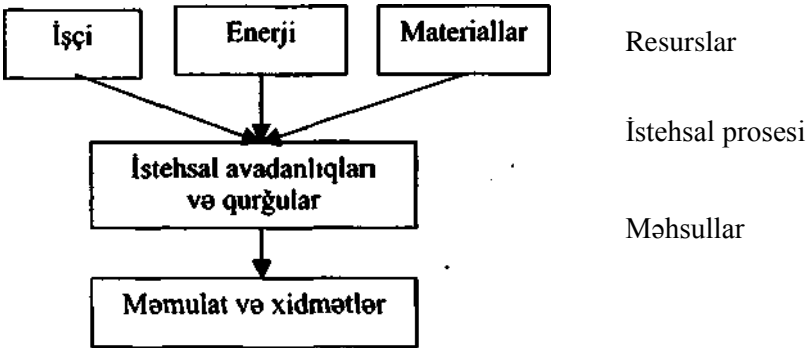 İşçi Enerji Materiallar Resurslar
İstehsal prosesi
İstehsal avadanlıqları
və qurğular
Məhsullar
Məmulat və xidmətlər